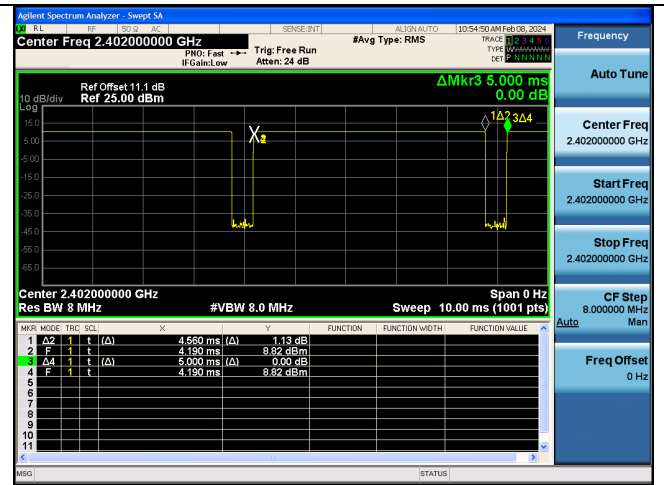 Agilent Spectrum Analyzer - Swept SA
RL RF 50 Ω AC SENSE:INT ALIGN AUTO 10:54:50 AM Feb 08, 2024
Center Freq 2.402000000 GHz #Avg Type: RMS TRACE 1 2 3 4 5 6
PNO: Fast Trig: Free Run TYPE
IFGain:Low Atten: 24 dB DET P N N N N N
Frequency
Auto Tune
Center Freq
2.402000000 GHz
Start Freq
2.402000000 GHz
Stop Freq
2.402000000 GHz
CF Step
8.000000 MHz
Auto Man
Freq Offset
0 Hz
ΔMkr3 5.000 ms
0.00 dB
Ref Offset 11.1 dB
10 dB/div Ref 25.00 dBm
Log
15.0
5.00
-5.00
-15.0
-25.0
-35.0
-45.0
-55.0
-65.0
1Δ2 3Δ4
Center 2.402000000 GHz Span 0 Hz
Res BW 8 MHz #VBW 8.0 MHz Sweep 10.00 ms (1001 pts)
MKR MODE TRC SCL X Y FUNCTION FUNCTION WIDTH FUNCTION VALUE
1 Δ2 1 t (Δ) 4.560 ms (Δ) 1.13 dB
2 F 1 t 4.190 ms 8.82 dBm
3 Δ4 1 t (Δ) 5.000 ms (Δ) 0.00 dB
4 F 1 t 4.190 ms 8.82 dBm
5
6
7
8
9
10
11
MSG STATUS